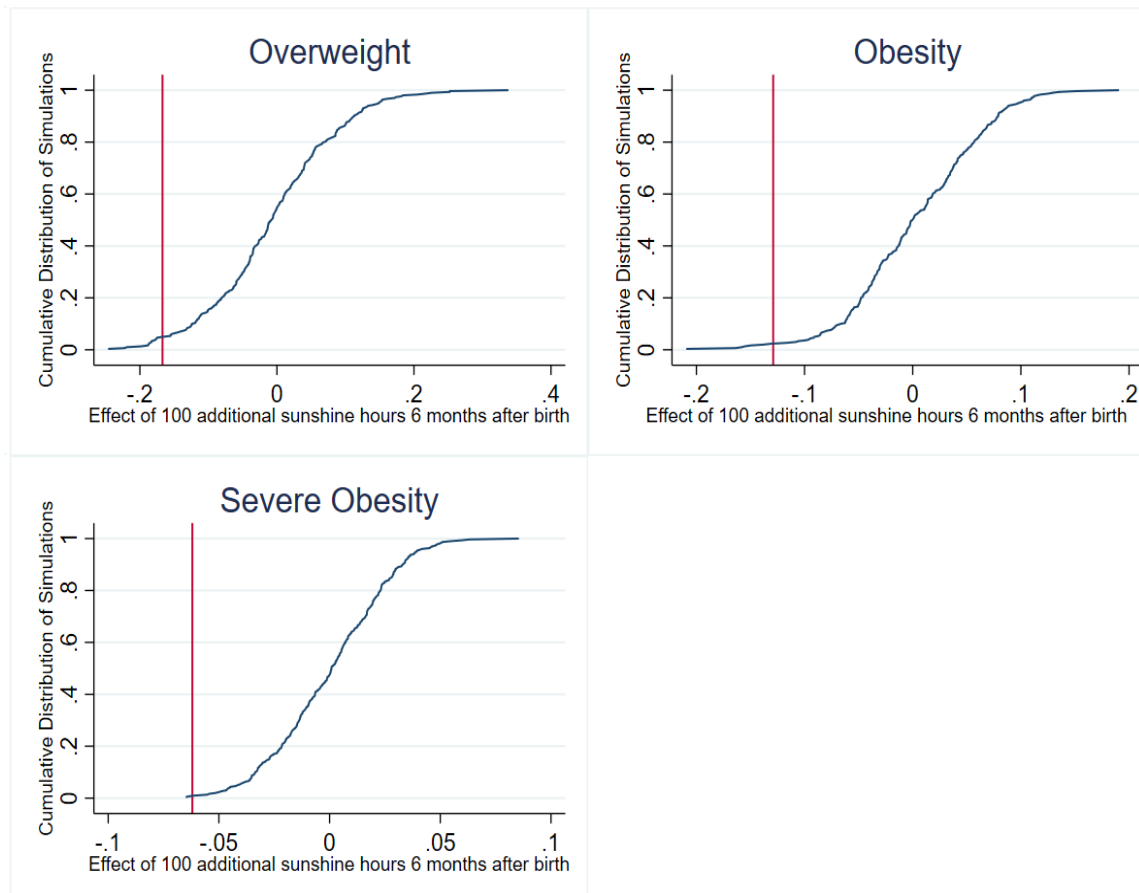 Overweight
Cumulative Distribution of Simulations
1
.8
.6
.4
.2
0
-.2 0 .2 .4
Effect of 100 additional sunshine hours 6 months after birth
Obesity
Cumulative Distribution of Simulations
1
.8
.6
.4
.2
0
-.2 -.1 0 .1 .2
Effect of 100 additional sunshine hours 6 months after birth
Severe Obesity
Cumulative Distribution of Simulations
1
.8
.6
.4
.2
0
-.1 -.05 0 .05 .1
Effect of 100 additional sunshine hours 6 months after birth